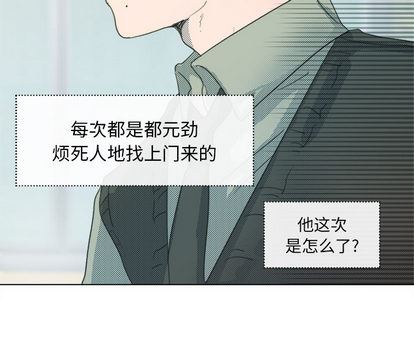 每次都是都元劲
烦死人地找上门来的
他这次
是怎么了?